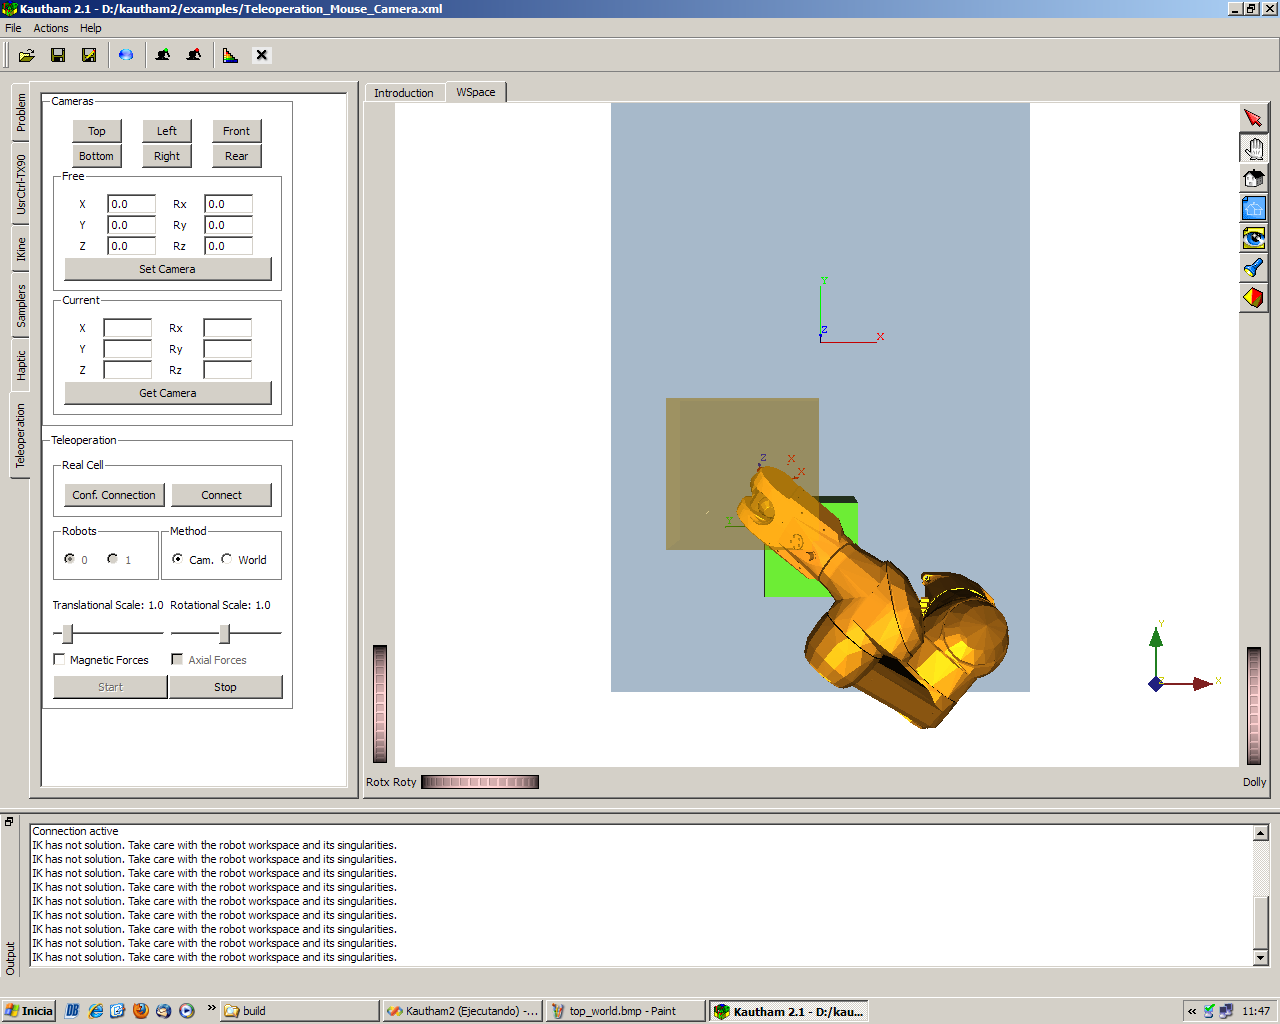 Kautham 2.1 - D:/kautham2/examples/Teleoperation_Mouse_Camera.xml
File Actions Help
Problem
UsrCtrl-TX90
IKine
Samplers
Haptic
Teleoperation
Cameras
Top Left Front
Bottom Right Rear
Free
X 0.0 Rx 0.0
Y 0.0 Ry 0.0
Z 0.0 Rz 0.0
Set Camera
Current
X Rx
Y Ry
Z Rz
Get Camera
Teleoperation
Real Cell
Conf. Connection Connect
Robots Method
0 1 Cam. World
Translational Scale: 1.0 Rotational Scale: 1.0
Magnetic Forces Axial Forces
Start Stop
Introduction WSpace
Y
Z
X
Z X
X
Y
Y
X
Rotx Roty Dolly
Output
Connection active
IK has not solution. Take care with the robot workspace and its singularities.
IK has not solution. Take care with the robot workspace and its singularities.
IK has not solution. Take care with the robot workspace and its singularities.
IK has not solution. Take care with the robot workspace and its singularities.
IK has not solution. Take care with the robot workspace and its singularities.
IK has not solution. Take care with the robot workspace and its singularities.
IK has not solution. Take care with the robot workspace and its singularities.
IK has not solution. Take care with the robot workspace and its singularities.
IK has not solution. Take care with the robot workspace and its singularities.
Inicia » build Kautham2 (Ejecutando) -... top_world.bmp - Paint Kautham 2.1 - D:/kau... « 11:47